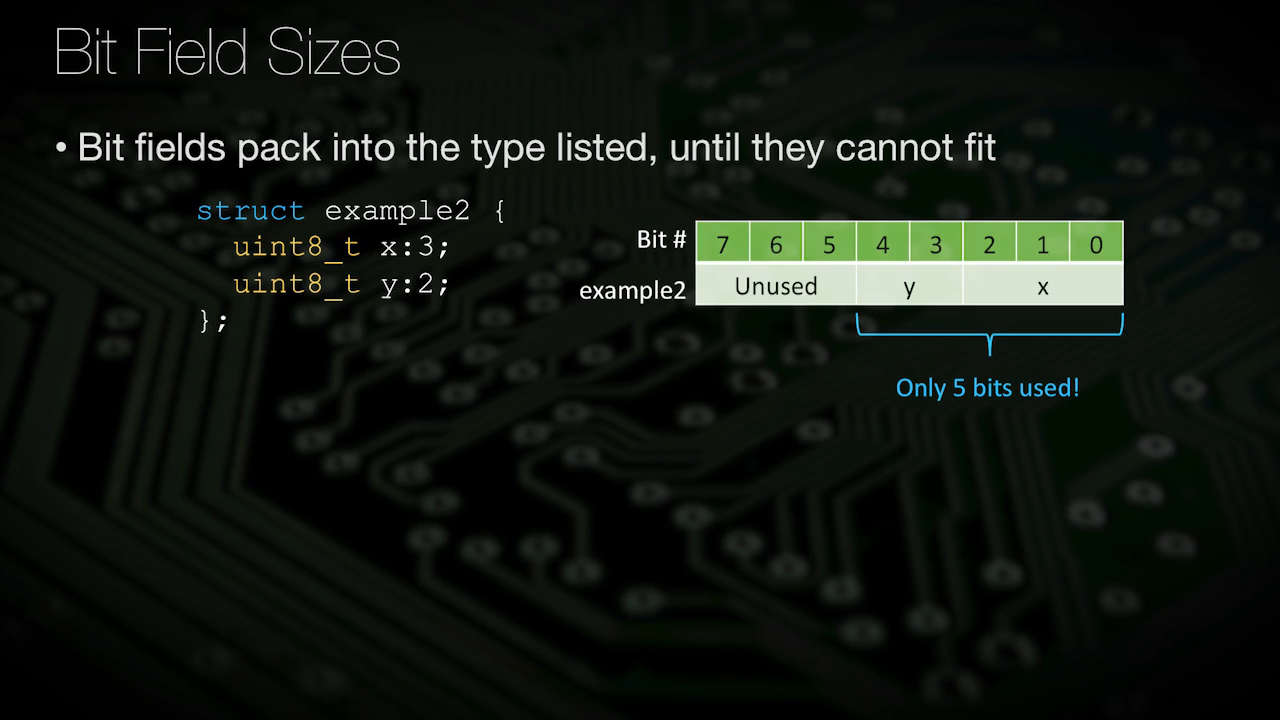 Bit Field Sizes
• Bit fields pack into the type listed, until they cannot fit
struct example2 {
uint8_t x:3;
uint8_t y:2;
};
Bit # 7 6 5 4 3 2 1 0
example2 Unused y x
Only 5 bits used!